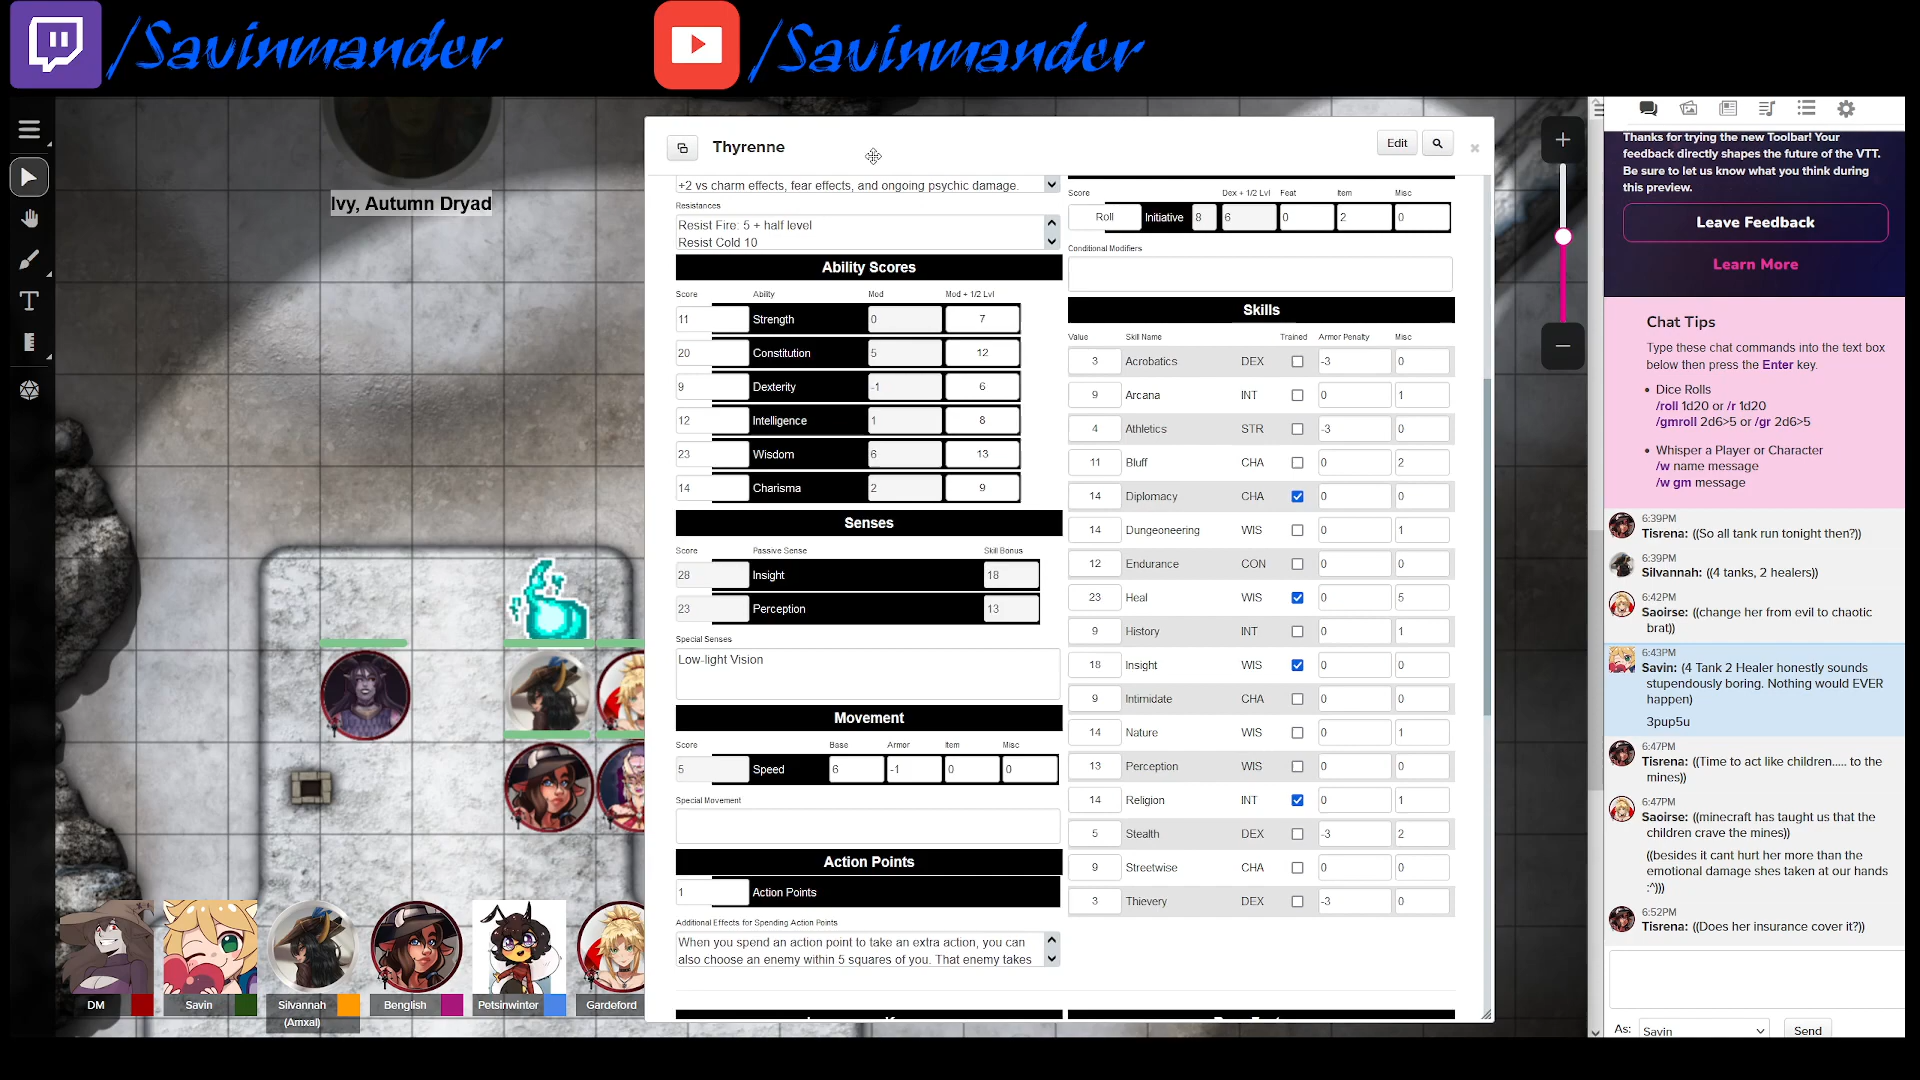 /Savinmander
/Savinmander
Ivy, Autumn Dryad
Thyrenne
Edit
+2 vs charm effects, fear effects, and ongoing psychic damage.
Resistances
Resist Fire: 5 + half level
Resist Cold 10
Ability Scores
Score Ability Mod Mod + 1/2 Lvl
11 Strength 0 7
20 Constitution 5 12
9 Dexterity -1 6
12 Intelligence 1 8
23 Wisdom 6 13
14 Charisma 2 9
Senses
Score Passive Sense Skill Bonus
28 Insight 18
23 Perception 13
Special Senses
Low-light Vision
Movement
Score Base Armor Item Misc
5 Speed 6 -1 0 0
Special Movement
Action Points
1 Action Points
Additional Effects for Spending Action Points
When you spend an action point to take an extra action, you can
also choose an enemy within 5 squares of you. That enemy takes
Score Dex + 1/2 Lvl Feat Item Misc
Roll Initiative 8 6 0 2 0
Conditional Modifiers
Skills
Value Skill Name Trained Armor Penalty Misc
3 Acrobatics DEX -3 0
9 Arcana INT 0 1
4 Athletics STR -3 0
11 Bluff CHA 0 2
14 Diplomacy CHA 0 0
14 Dungeoneering WIS 0 1
12 Endurance CON 0 0
23 Heal WIS 0 5
9 History INT 0 1
18 Insight WIS 0 0
9 Intimidate CHA 0 0
14 Nature WIS 0 1
13 Perception WIS 0 0
14 Religion INT 0 1
5 Stealth DEX -3 2
9 Streetwise CHA 0 0
3 Thievery DEX -3 0
DM
Savin
Silvannah
(Amxal)
Benglish
Petsinwinter
Gardeford
Thanks for trying the new Toolbar! Your
feedback directly shapes the future of the VTT.
Be sure to let us know what you think during
this preview.
Leave Feedback
Learn More
Chat Tips
Type these chat commands into the text box
below then press the Enter key.
• Dice Rolls
/roll 1d20 or /r 1d20
/gmroll 2d6>5 or /gr 2d6>5
• Whisper a Player or Character
/w name message
/w gm message
6:39PM
Tisrena: ((So all tank run tonight then?))
6:39PM
Silvannah: ((4 tanks, 2 healers))
6:42PM
Saoirse: ((change her from evil to chaotic
brat))
6:43PM
Savin: (4 Tank 2 Healer honestly sounds
stupendously boring. Nothing would EVER
happen)
3pup5u
6:47PM
Tisrena: ((Time to act like children..... to the
mines))
6:47PM
Saoirse: ((minecraft has taught us that the
children crave the mines))
((besides it cant hurt her more than the
emotional damage shes taken at our hands
:^)))
6:52PM
Tisrena: ((Does her insurance cover it?))
As: Savin Send